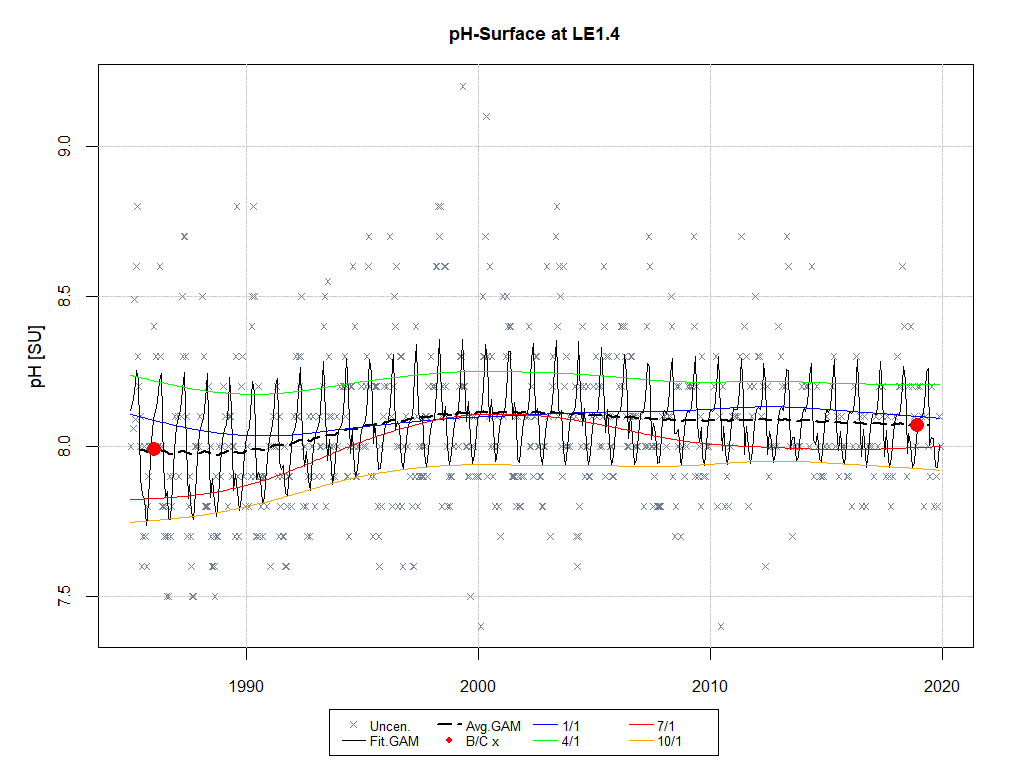 pH-Surface at LE1.4
pH [SU]
9.0
8.5
8.0
7.5
1990 2000 2010 2020
Uncen. Avg.GAM 1/1 7/1
Fit.GAM B/C x 4/1 10/1